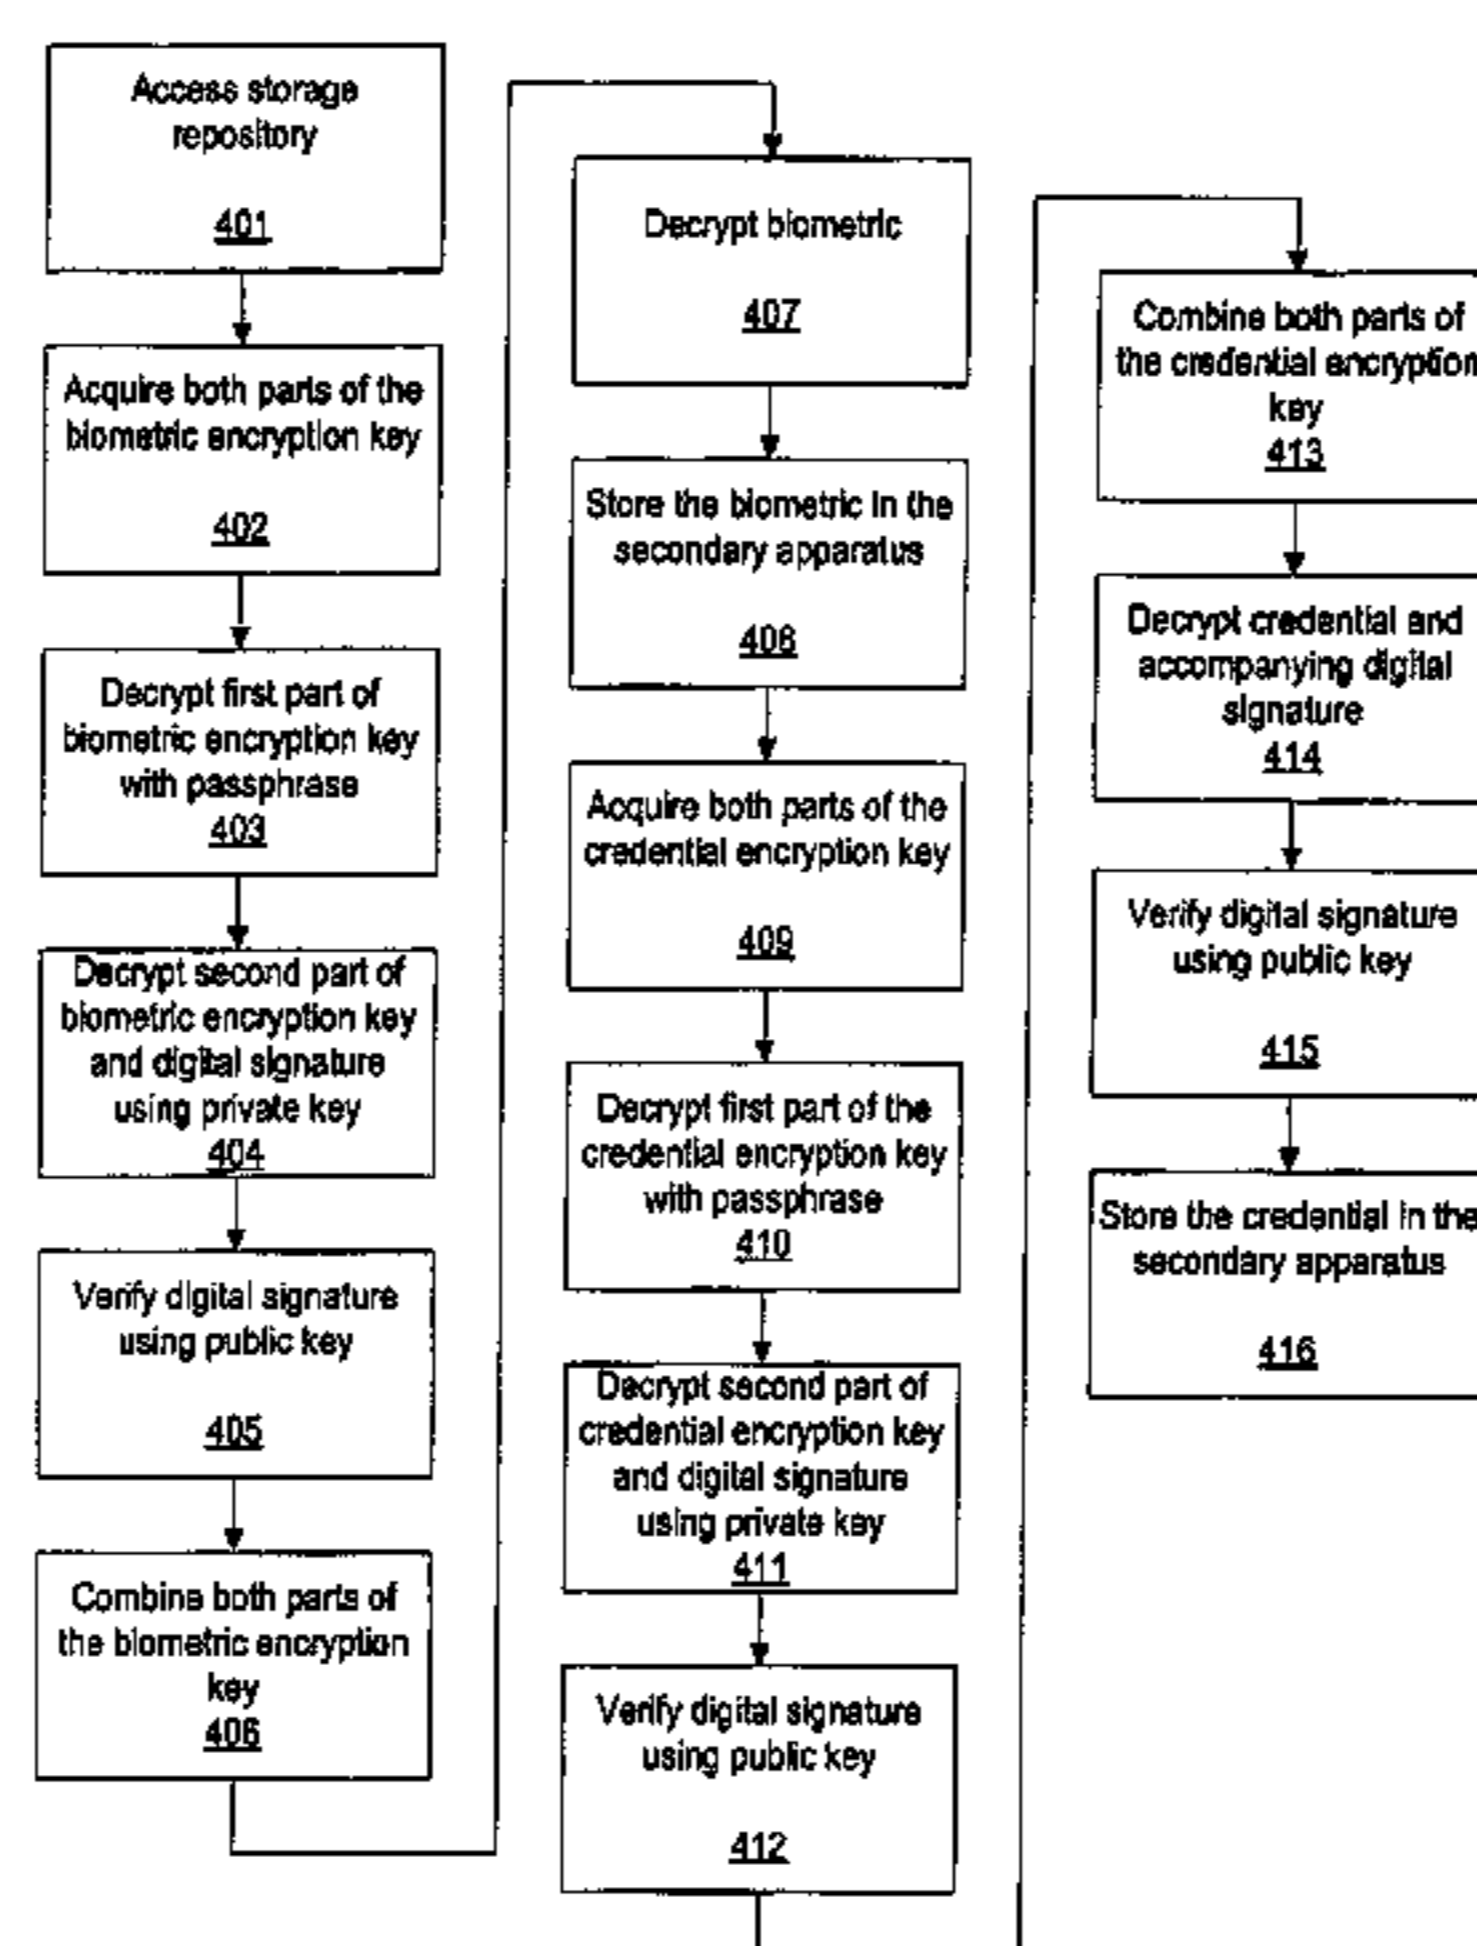 Access storage
repository
401
Acquire both parts of the
biometric encryption key
402
Decrypt first part of
biometric encryption key
with passphrase
403
Decrypt second part of
biometric encryption key
and digital signature
using private key
404
Verify digital signature
using public key
405
Combine both parts of
the biometric encryption
key
406
Decrypt biometric
407
Store the biometric in the
secondary apparatus
408
Acquire both parts of the
credential encryption key
409
Decrypt first part of the
credential encryption key
with passphrase
410
Decrypt second part of
credential encryption key
and digital signature
using private key
411
Verify digital signature
using public key
412
Combine both parts of
the credential encryption
key
413
Decrypt credential and
accompanying digital
signature
414
Verify digital signature
using public key
415
Store the credential in the
secondary apparatus
416